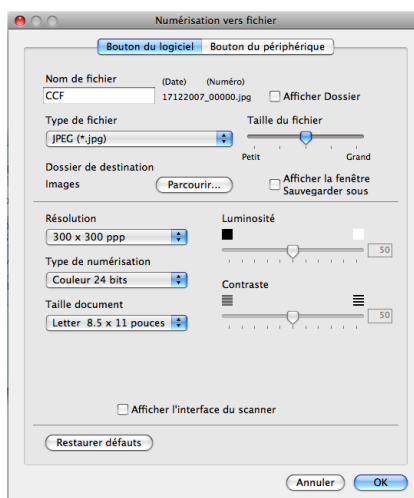 Numérisation vers fichier
Bouton du logiciel Bouton du périphérique
Nom de fichier (Date) (Numéro)
CCF 17122007_00000.jpg Afficher Dossier
Type de fichier Taille du fichier
JPEG (*.jpg)
Petit Grand
Dossier de destination
Images Parcourir... Afficher la fenêtre
Sauvegarder sous
Résolution Luminosité
300 x 300 ppp 50
Type de numérisation
Couleur 24 bits Contraste
Taille document
Letter 8.5 x 11 pouces 50
Afficher l'interface du scanner
Restaurer défauts
Annuler OK